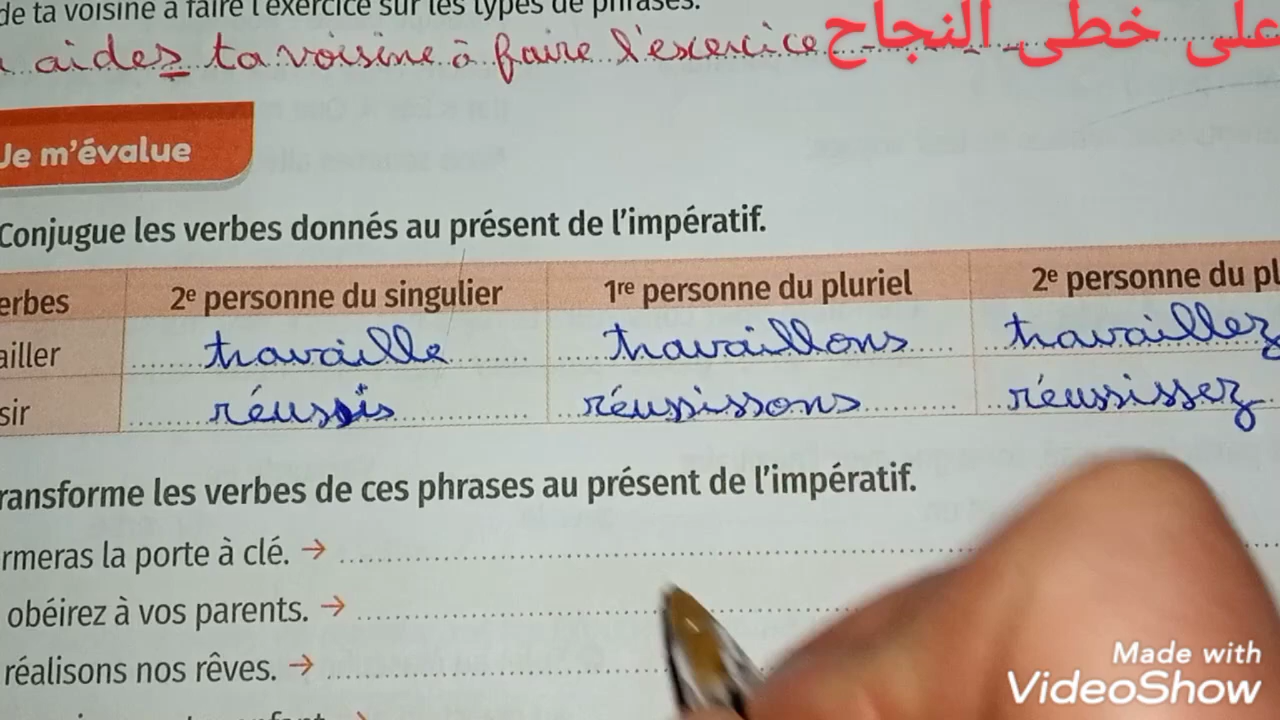 de ta voisine à faire l'exercice sur les types de phrases.
aides ta voisine à faire l'exercice
على خطى النجاح
Je m'évalue
Conjugue les verbes donnés au présent de l'impératif.
erbes 2e personne du singulier 1re personne du pluriel 2e personne du pl
ailler travaille travaillons travaillez
sir réussis réussissons réussissez
ransforme les verbes de ces phrases au présent de l'impératif.
rmeras la porte à clé. →
obéirez à vos parents. →
réalisons nos rêves. →
Made with
VideoShow